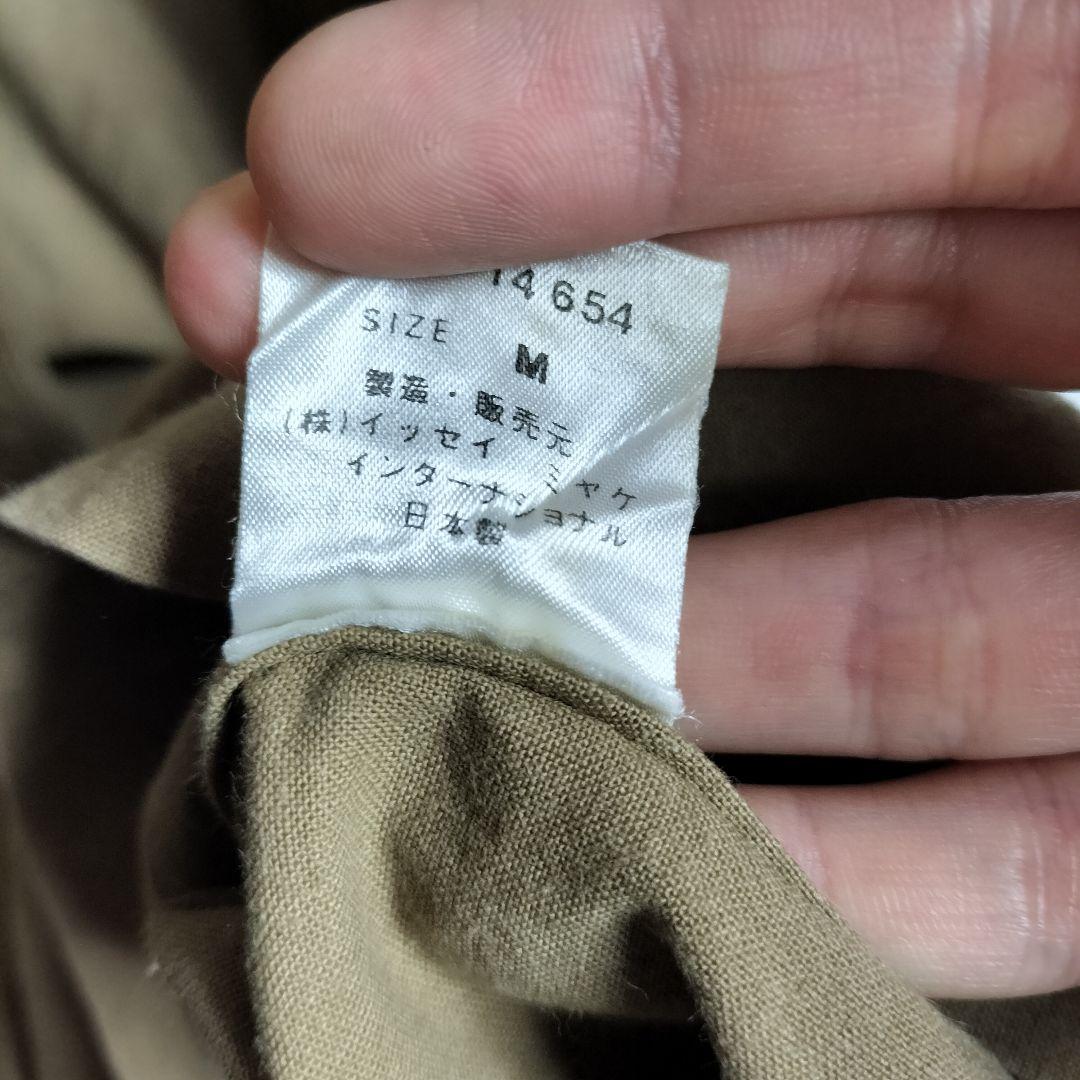 14654
SIZE M
製造・販売元
(株)イッセイ ミヤケ
インターナショナル
日本製